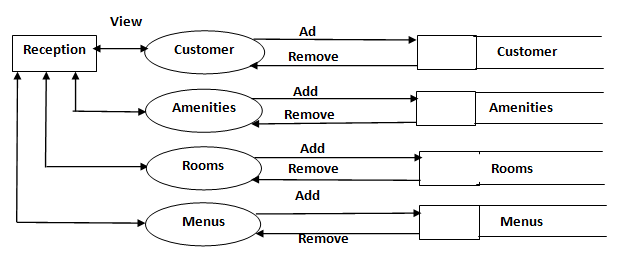 View
Reception
Customer
Ad
Remove
Customer
Amenities
Add
Remove
Amenities
Rooms
Add
Remove
Rooms
Menus
Add
Remove
Menus